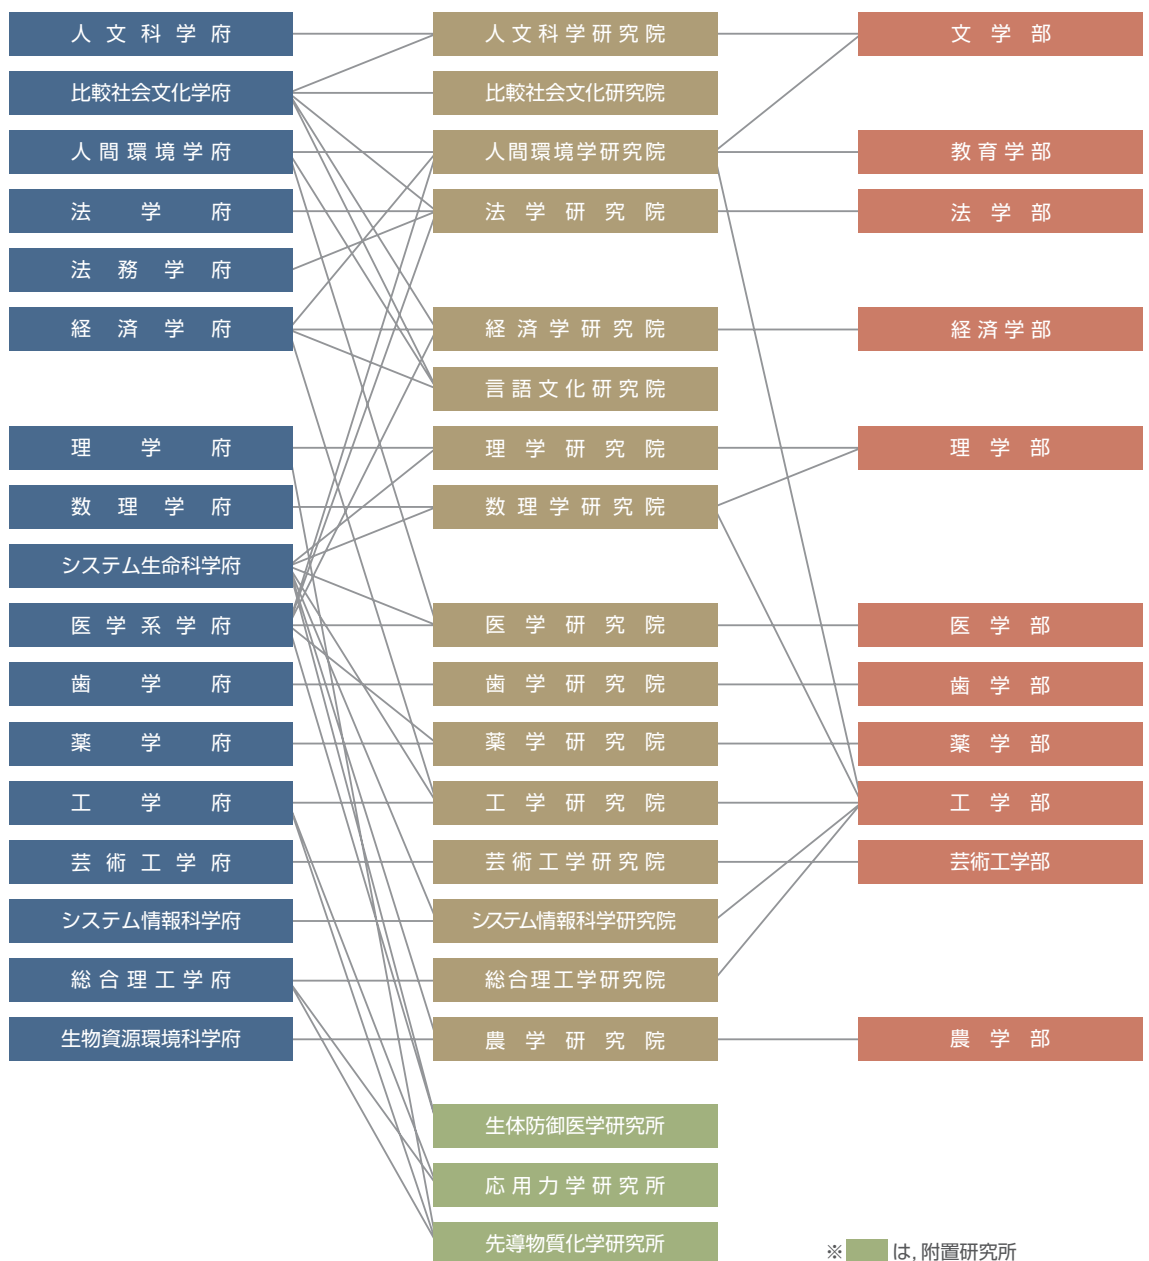 人文科学府
人文科学研究院
文学部
比較社会文化学府
比較社会文化研究院
人間環境学府
人間環境学研究院
教育学部
法学府
法学研究院
法学部
法務学府
経済学府
経済学研究院
経済学部
言語文化研究院
理学府
理学研究院
理学部
数理学府
数理学研究院
システム生命科学府
医学系学府
医学研究院
医学部
歯学府
歯学研究院
歯学部
薬学府
薬学研究院
薬学部
工学府
工学研究院
工学部
芸術工学府
芸術工学研究院
芸術工学部
システム情報科学府
システム情報科学研究院
総合理工学府
総合理工学研究院
生物資源環境科学府
農学研究院
農学部
生体防御医学研究所
応用力学研究所
先導物質化学研究所
※ は,附置研究所